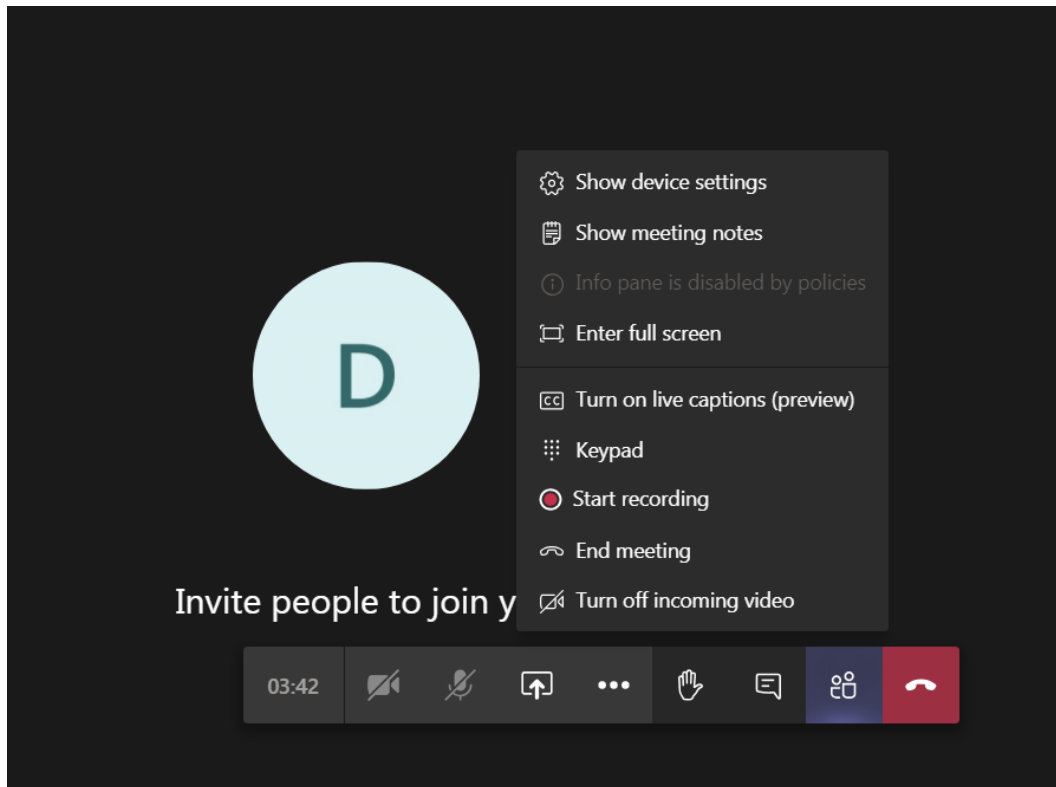 Show device settings
Show meeting notes
Info pane is disabled by policies
Enter full screen
D
CC Turn on live captions (preview)
Keypad
Start recording
End meeting
Invite people to join y
Turn off incoming video
03:42